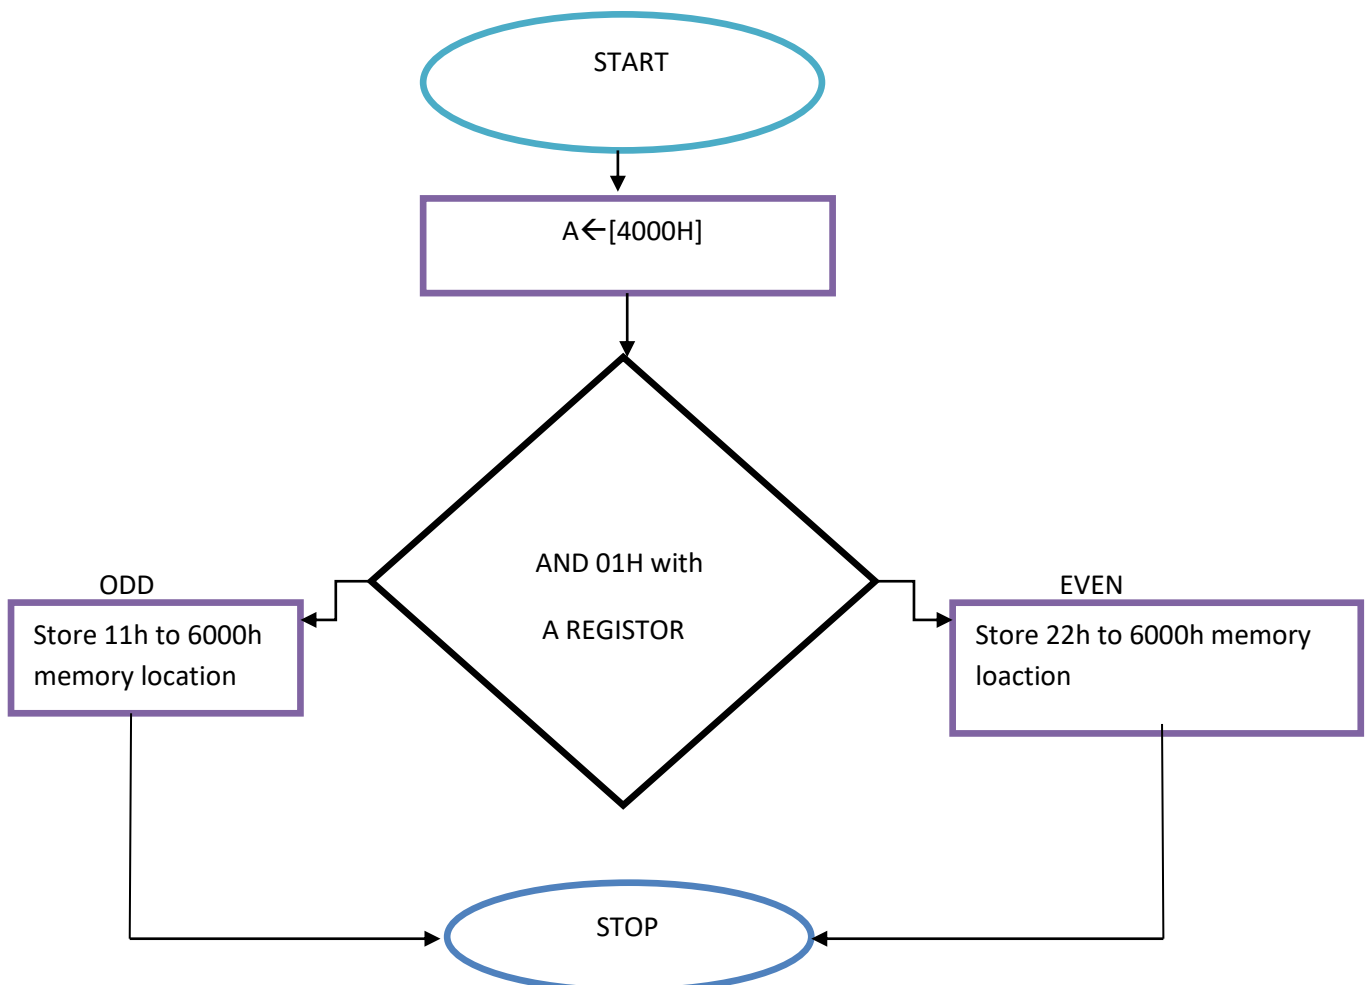 START
A←[4000H]
AND 01H with
A REGISTOR
ODD
Store 11h to 6000h
memory location
EVEN
Store 22h to 6000h memory
loaction
STOP